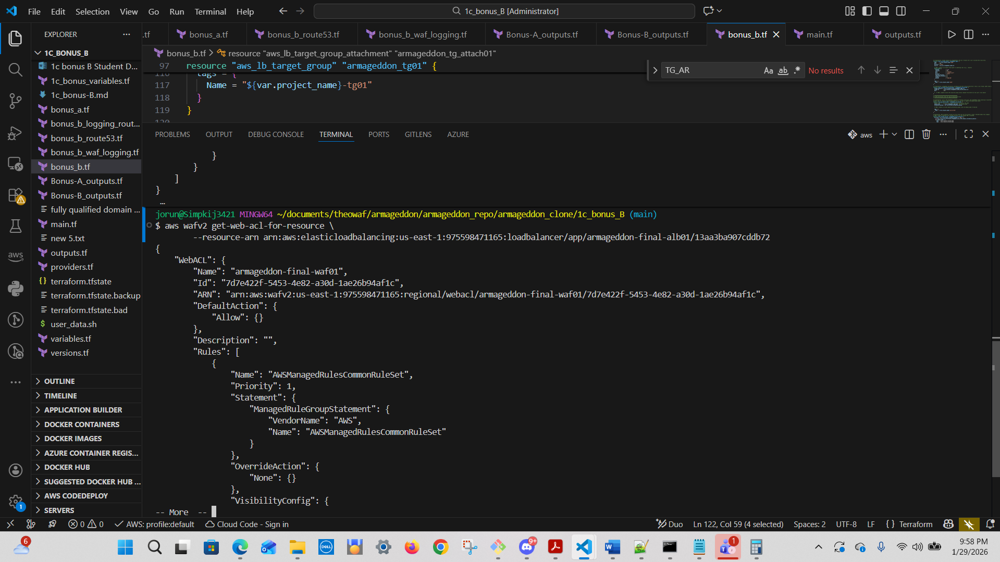 File Edit Selection View Go Run Terminal Help
1c_bonus_B [Administrator]
EXPLORER
.tf
bonus_a.tf
bonus_b_route53.tf
bonus_b_waf_logging.tf
Bonus-A_outputs.tf
Bonus-B_outputs.tf
bonus_b.tf
main.tf
outputs.tf
1C_BONUS_B
1c bonus B Student D...
1c_bonus_variables.tf
1c_bonus-B.md
bonus_a.tf
bonus_b_logging_rout...
bonus_b_route53.tf
bonus_b_waf_logging.tf
bonus_b.tf
Bonus-A_outputs.tf
Bonus-B_outputs.tf
fully qualified domain ...
main.tf
new 5.txt
outputs.tf
providers.tf
terraform.tfstate
terraform.tfstate.backup
terraform.tfstate.bad
user_data.sh
variables.tf
versions.tf
OUTLINE
TIMELINE
APPLICATION BUILDER
DOCKER CONTAINERS
DOCKER IMAGES
AZURE CONTAINER REGIS...
DOCKER HUB
SUGGESTED DOCKER HUB ...
AWS CODEDEPLOY
SERVERS
bonus_b.tf > resource "aws_lb_target_group_attachment" "armageddon_tg_attach01"
97 resource "aws_lb_target_group" "armageddon_tg01" {
116 tags = {
117 Name = "${var.project_name}-tg01"
118 }
119 }
120
TG_AR
Aa ab .*
No results
PROBLEMS OUTPUT DEBUG CONSOLE TERMINAL PORTS GITLENS AZURE
aws
}
}
]
}
…
jorun@Simpkij3421 MINGW64 ~/documents/theowaf/armageddon/armageddon_repo/armageddon_clone/1c_bonus_B (main)
$ aws wafv2 get-web-acl-for-resource \
--resource-arn arn:aws:elasticloadbalancing:us-east-1:975598471165:loadbalancer/app/armageddon-final-alb01/13aa3ba907cddb72
{
"WebACL": {
"Name": "armageddon-final-waf01",
"Id": "7d7e422f-5453-4e82-a30d-1ae26b94af1c",
"ARN": "arn:aws:wafv2:us-east-1:975598471165:regional/webacl/armageddon-final-waf01/7d7e422f-5453-4e82-a30d-1ae26b94af1c",
"DefaultAction": {
"Allow": {}
},
"Description": "",
"Rules": [
{
"Name": "AWSManagedRulesCommonRuleSet",
"Priority": 1,
"Statement": {
"ManagedRuleGroupStatement": {
"VendorName": "AWS",
"Name": "AWSManagedRulesCommonRuleSet"
}
},
"OverrideAction": {
"None": {}
},
"VisibilityConfig": {
-- More --
aws
1
0 0 AWS: profile:default Cloud Code - Sign in
Duo Ln 122, Col 59 (4 selected) Spaces: 2 UTF-8 LF { } Terraform
6
DELL
9+
1
9:58 PM
1/29/2026